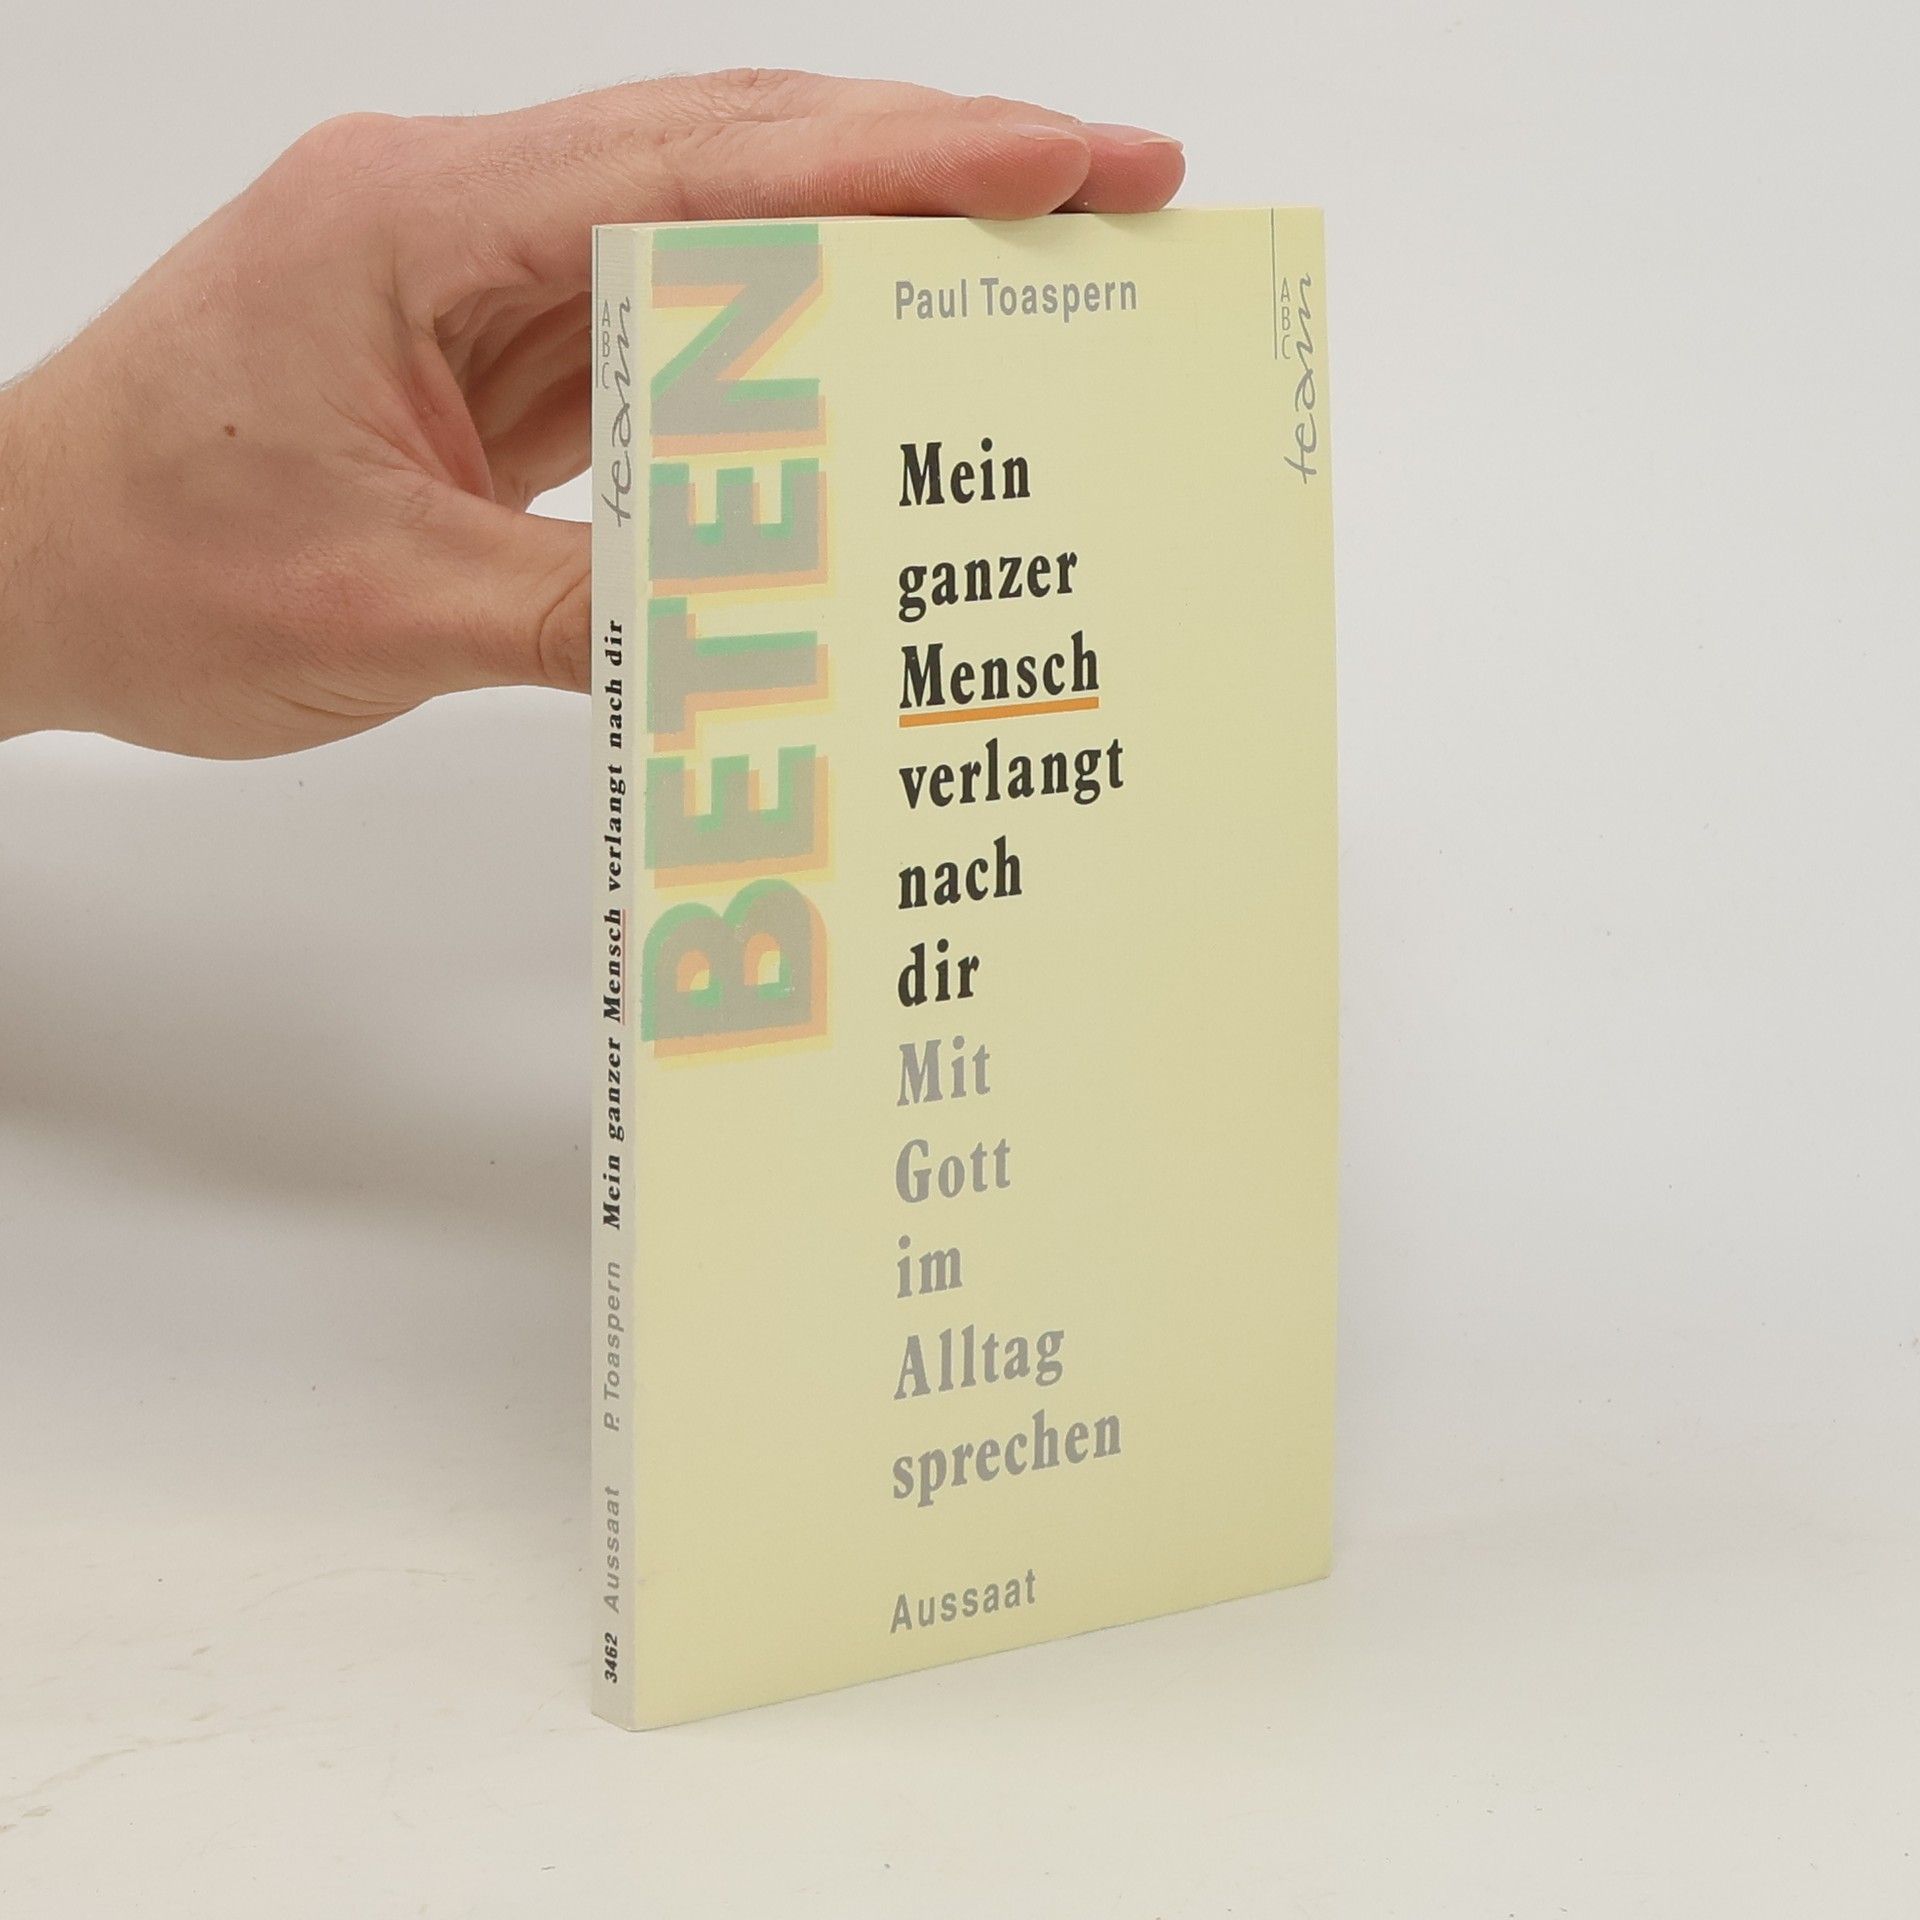 Paul Toaspern
ABC
team
BETEN
Mein
ganzer
Mensch
verlangt
nach
dir
Mit
Gott
im
Alltag
sprechen
Aussaat
3462 Aussaat P. Toaspern Mein ganzer Mensch verlangt nach dir
ABC
team